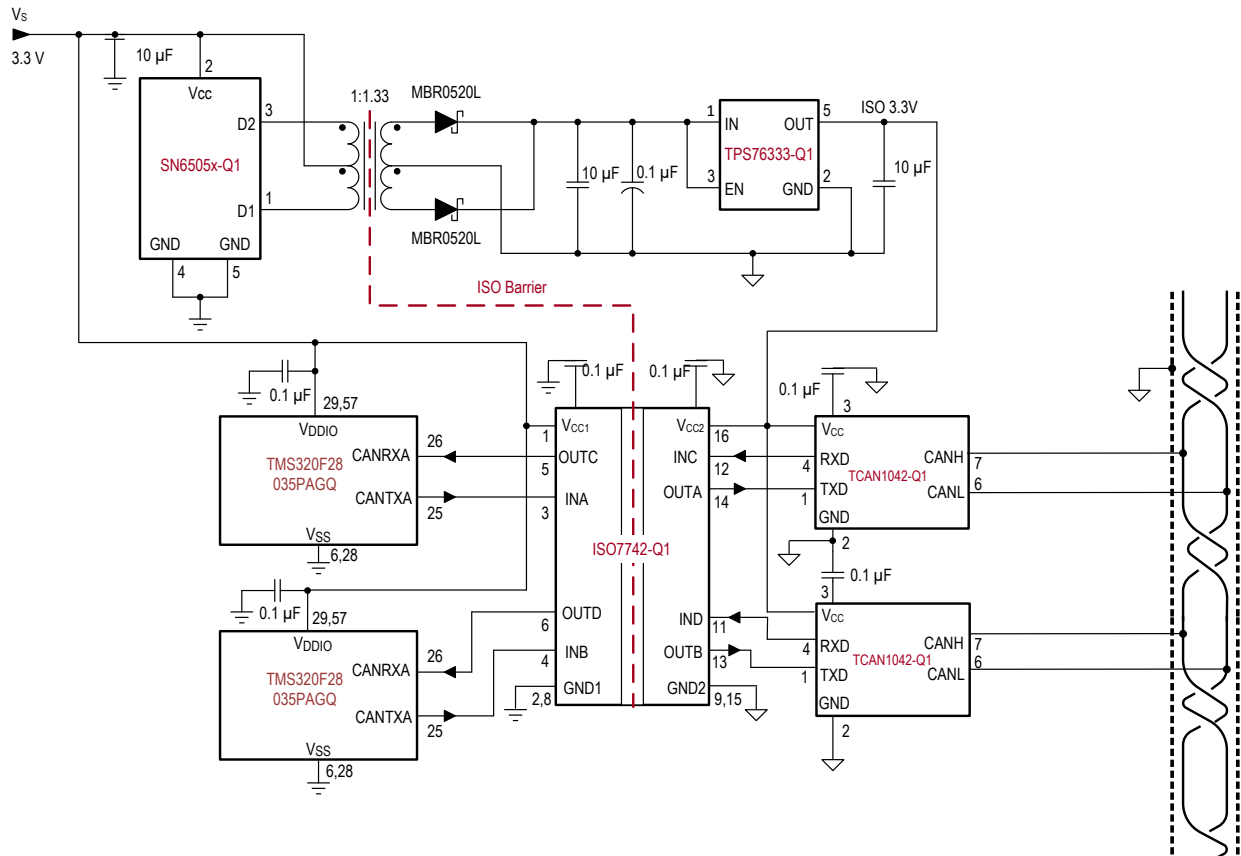 VS
3.3 V
10 µF
2
Vcc
3
D2
SN6505x-Q1
D1
1
GND
GND
4
5
1:1.33
MBR0520L
MBR0520L
10 µF
0.1 µF
1
IN
OUT
5
TPS76333-Q1
3
EN
GND
2
ISO 3.3V
10 µF
ISO Barrier
0.1 µF
29,57
VDDIO
CANRXA
26
TMS320F28
035PAGQ
CANTXA
25
VSS
6,28
0.1 µF
29,57
VDDIO
CANRXA
26
TMS320F28
035PAGQ
CANTXA
25
VSS
6,28
0.1 µF
0.1 µF
VCC1
1
OUTC
5
INA
3
ISO7742-Q1
OUTD
6
INB
4
GND1
2,8
VCC2
16
INC
12
OUTA
14
IND
11
OUTB
13
GND2
9,15
0.1 µF
3
VCC
4
RXD
TCAN1042-Q1
1
TXD
GND
2
CANH
7
CANL
6
0.1 µF
3
VCC
4
RXD
TCAN1042-Q1
1
TXD
GND
2
CANH
7
CANL
6